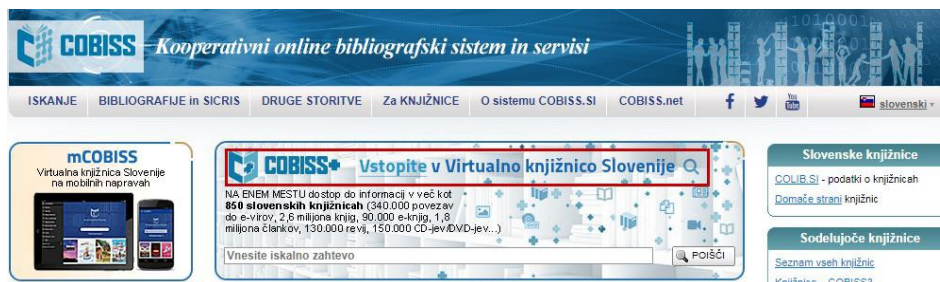 COBISS Kooperativni online bibliografski sistem in servisi
ISKANJE BIBLIOGRAFIJE in SICRIS DRUGE STORITVE Za KNJIŽNICE O sistemu COBISS.SI COBISS.net f You Tube slovenski
mCOBISS
Virtualna knjižnica Slovenije
na mobilnih napravah
COBISS+ Vstopite v Virtualno knjižnico Slovenije
NA ENEM MESTU dostop do informacij v več kot
850 slovenskih knjižnicah (340.000 povezav
do e-virov, 2,6 milijona knjig, 90.000 e-knjig, 1,8
milijona člankov, 130.000 revij, 150.000 CD-jev/DVD-jev...)
Vnesite iskalno zahtevo POIŠČI
Slovenske knjižnice
COLIB.SI - podatki o knjižnicah
Domače strani knjižnic
Sodelujoče knjižnice
Seznam vseh knjižnic